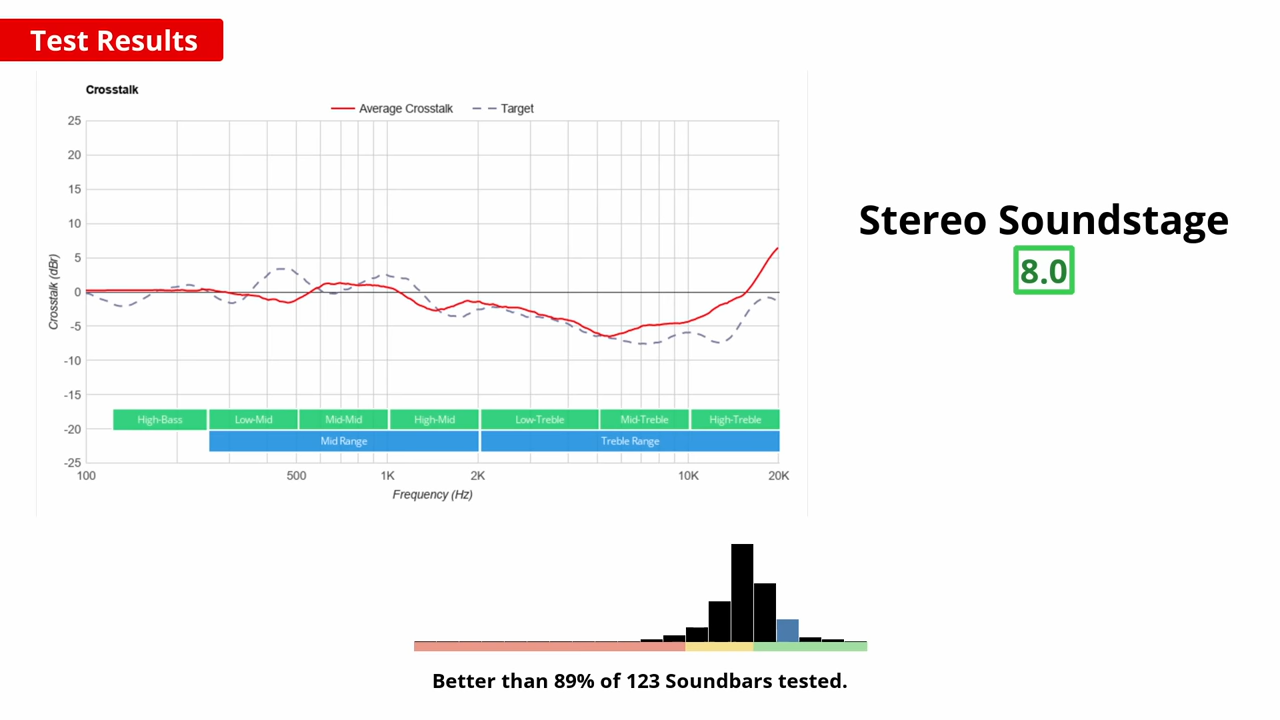 Test Results
Crosstalk
Average Crosstalk Target
25
20
15
10
5
0
-5
-10
-15
-20
-25
Crosstalk (dBr)
High-Bass Low-Mid Mid-Mid High-Mid Low-Treble Mid-Treble High-Treble
Mid Range Treble Range
100 500 1K 2K 10K 20K
Frequency (Hz)
Stereo Soundstage
8.0
Better than 89% of 123 Soundbars tested.